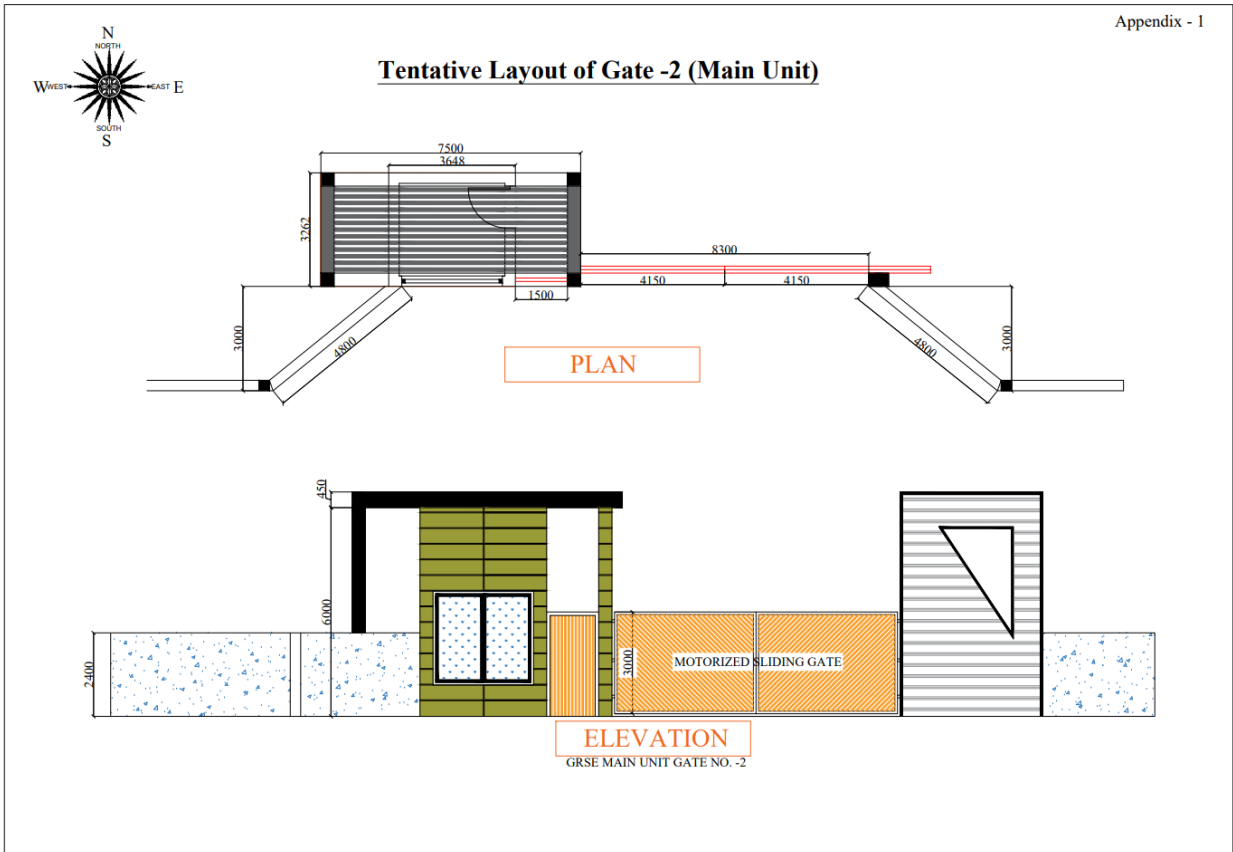 Appendix - 1
N
NORTH
W WEST EAST E
SOUTH
S
Tentative Layout of Gate -2 (Main Unit)
7500
3648
3262
8300
4150 4150
1500
3000
4800
4800
3000
PLAN
450
6000
2400
3000
MOTORIZED SLIDING GATE
ELEVATION
GRSE MAIN UNIT GATE NO. -2